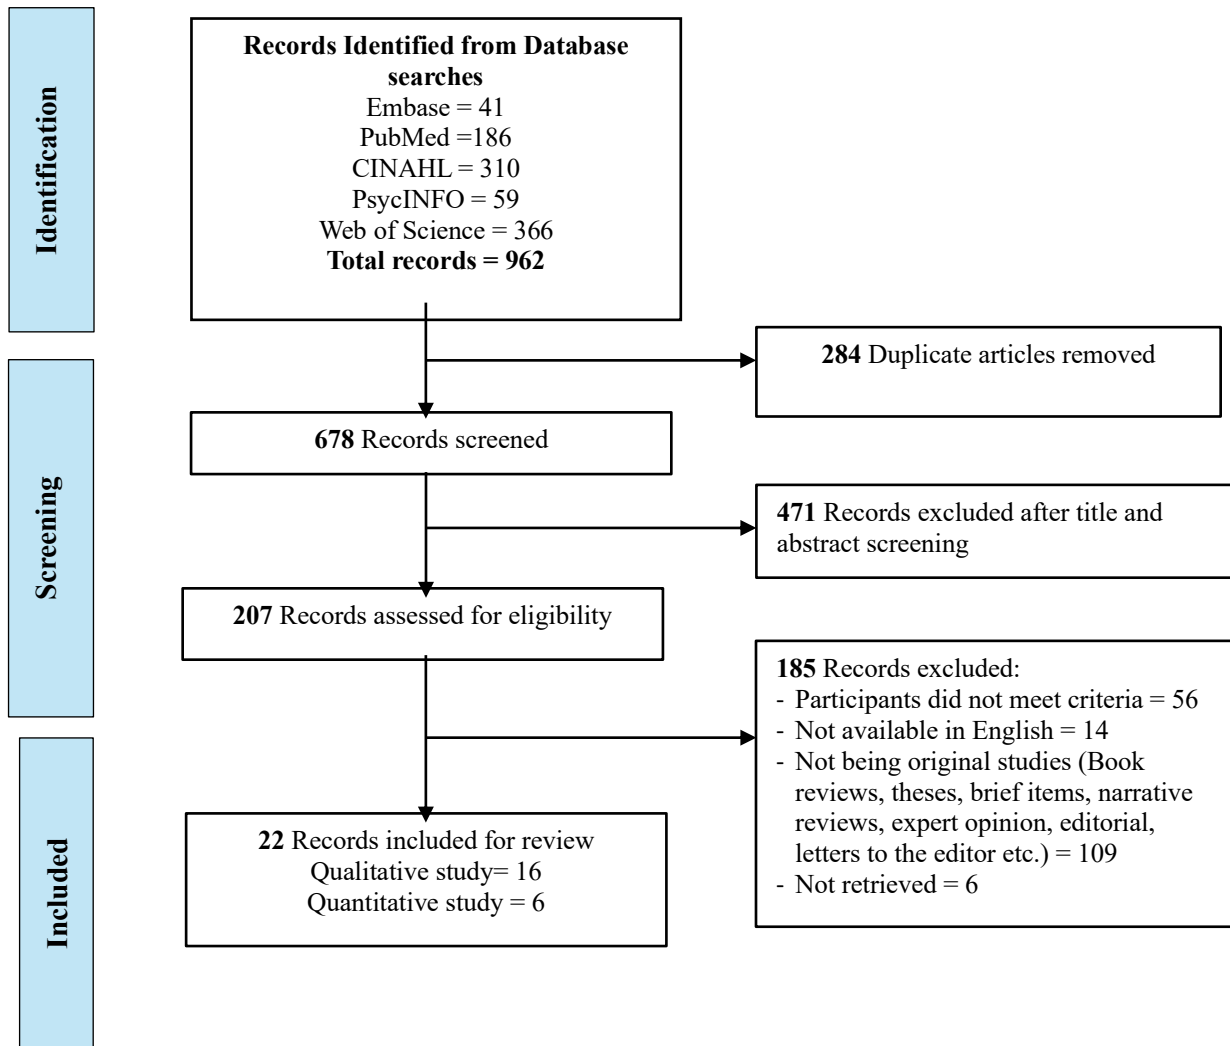 Identification
Records Identified from Database
searches
Embase = 41
PubMed =186
CINAHL = 310
PsycINFO = 59
Web of Science = 366
Total records = 962
284 Duplicate articles removed
Screening
678 Records screened
471 Records excluded after title and
abstract screening
207 Records assessed for eligibility
185 Records excluded:
- Participants did not meet criteria = 56
- Not available in English = 14
- Not being original studies (Book
reviews, theses, brief items, narrative
reviews, expert opinion, editorial,
letters to the editor etc.) = 109
- Not retrieved = 6
Included
22 Records included for review
Qualitative study= 16
Quantitative study = 6